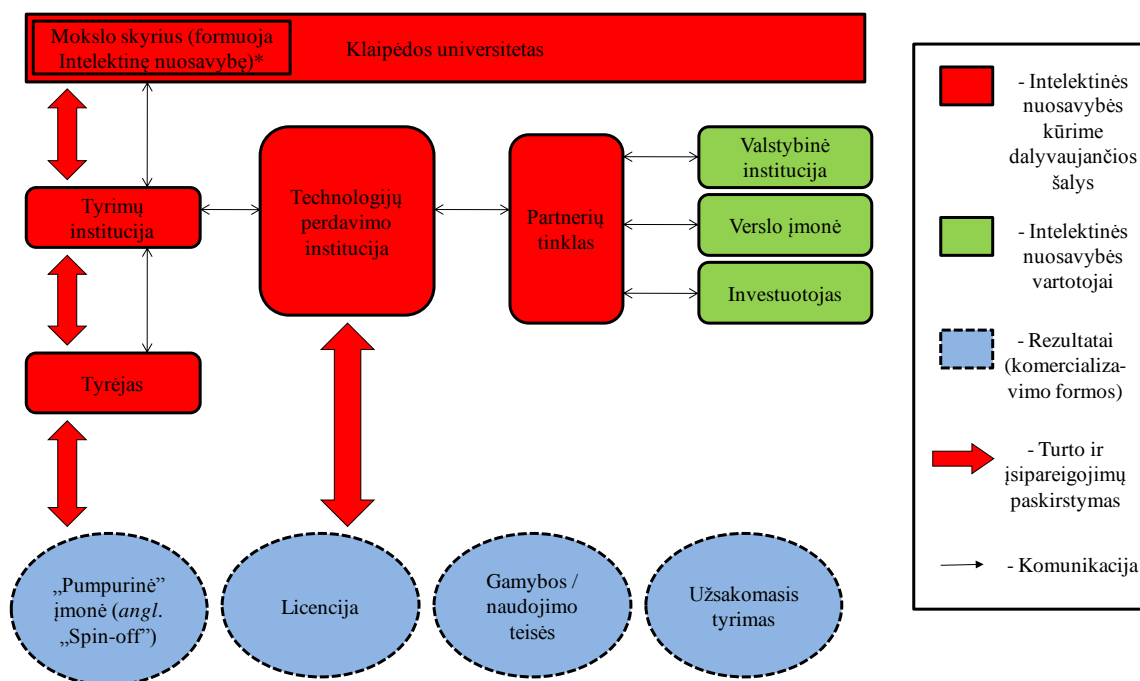 Mokslo skyrius (formuoja
Intelektinę nuosavybę)*
Klaipėdos universitetas
Tyrimų
institucija
Technologijų
perdavimo
institucija
Partnerių
tinklas
Valstybinė
institucija
Verslo įmonė
Investuotojas
Tyrėjas
„Pumpurinė”
įmonė (angl.
„Spin-off”)
Licencija
Gamybos /
naudojimo
teisės
Užsakomasis
tyrimas
- Intelektinės
nuosavybės
kūrime
dalyvaujančios
šalys
- Intelektinės
nuosavybės
vartotojai
- Rezultatai
(komercializa-
vimo formos)
- Turto ir
įsipareigojimų
paskirstymas
- Komunikacija